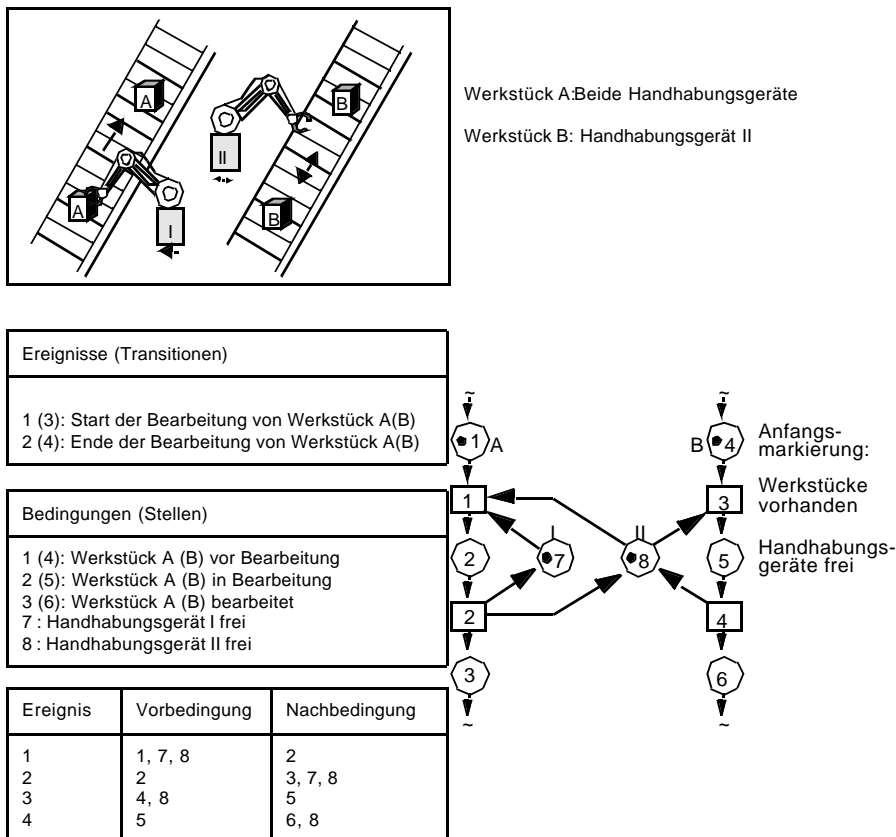 A
B
II
A
B
I
Werkstück A:Beide Handhabungsgeräte
Werkstück B: Handhabungsgerät II
Ereignisse (Transitionen)
1 (3): Start der Bearbeitung von Werkstück A(B)
2 (4): Ende der Bearbeitung von Werkstück A(B)
Bedingungen (Stellen)
1 (4): Werkstück A (B) vor Bearbeitung
2 (5): Werkstück A (B) in Bearbeitung
3 (6): Werkstück A (B) bearbeitet
7 : Handhabungsgerät I frei
8 : Handhabungsgerät II frei
Ereignis Vorbedingung Nachbedingung
1 1, 7, 8 2
2 2 3, 7, 8
3 4, 8 5
4 5 6, 8
~ ~
1 A B 4
Anfangs-
markierung:
1 3
Werkstücke
vorhanden
I II
2 7 8 5
Handhabungs-
geräte frei
2 4
3 6
~ ~